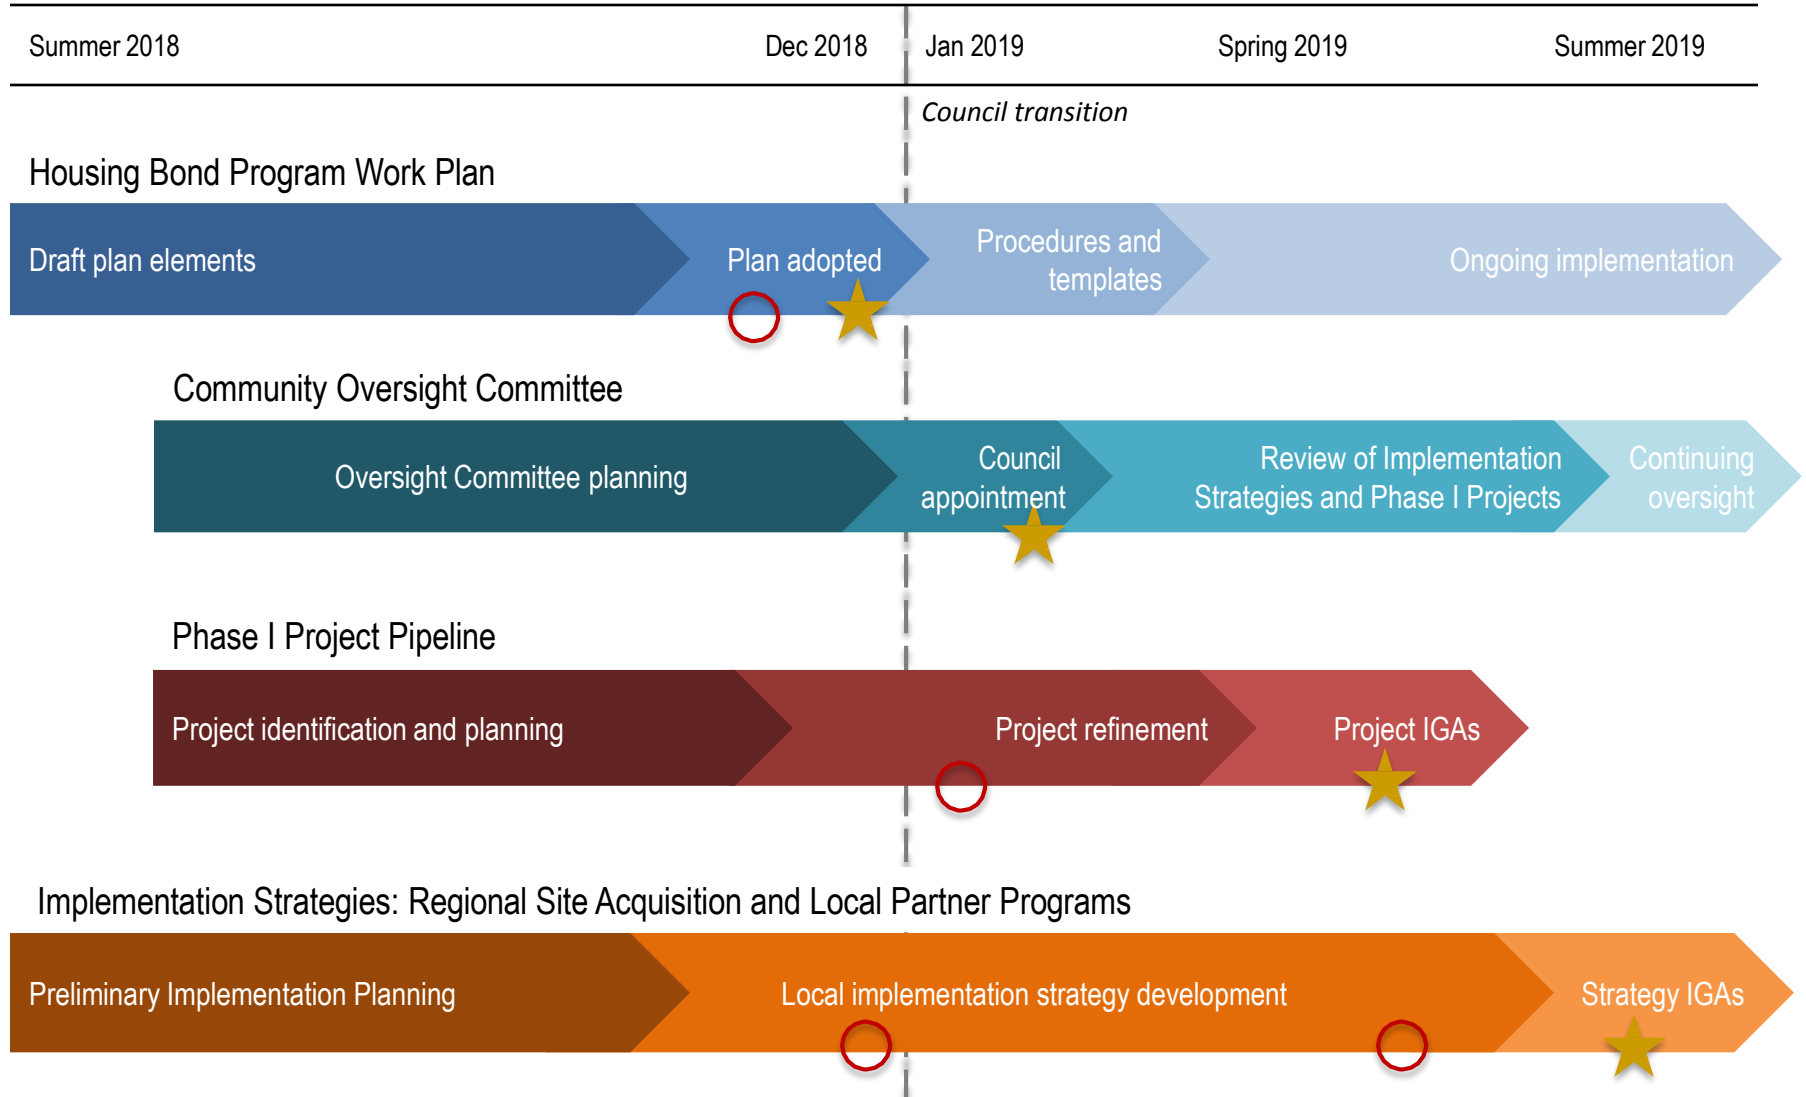 Summer 2018
Dec 2018
Jan 2019
Spring 2019
Summer 2019
Council transition
Housing Bond Program Work Plan
Draft plan elements
Plan adopted
Procedures and
templates
Ongoing implementation
Community Oversight Committee
Oversight Committee planning
Council
appointment
Review of Implementation
Strategies and Phase I Projects
Continuing
oversight
Phase I Project Pipeline
Project identification and planning
Project refinement
Project IGAs
Implementation Strategies: Regional Site Acquisition and Local Partner Programs
Preliminary Implementation Planning
Local implementation strategy development
Strategy IGAs